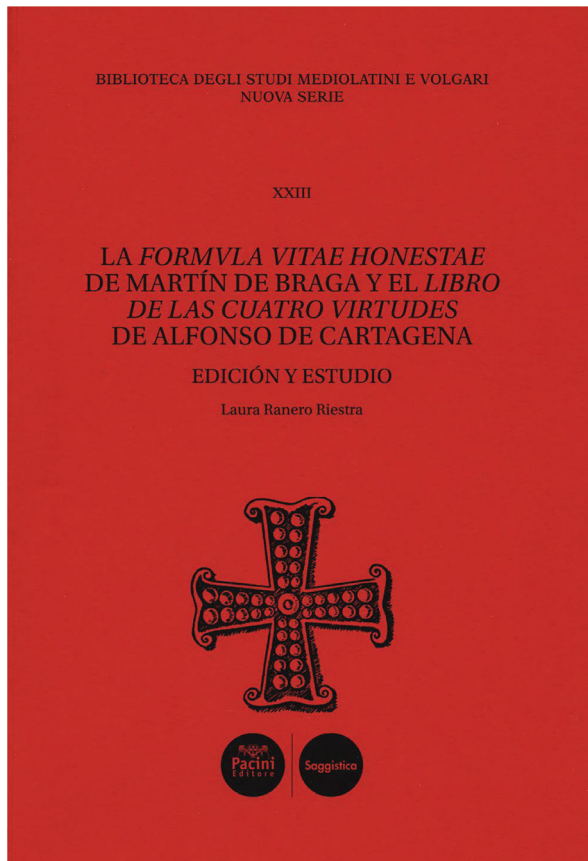 BIBLIOTECA DEGLI STUDI MEDIOLATINI E VOLGARI
NUOVA SERIE
XXIII
LA FORMVLA VITAE HONESTAE
DE MARTÍN DE BRAGA Y EL LIBRO
DE LAS CUATRO VIRTUDES
DE ALFONSO DE CARTAGENA
EDICIÓN Y ESTUDIO
Laura Ranero Riestra
Pacini
Editore
Saggistica